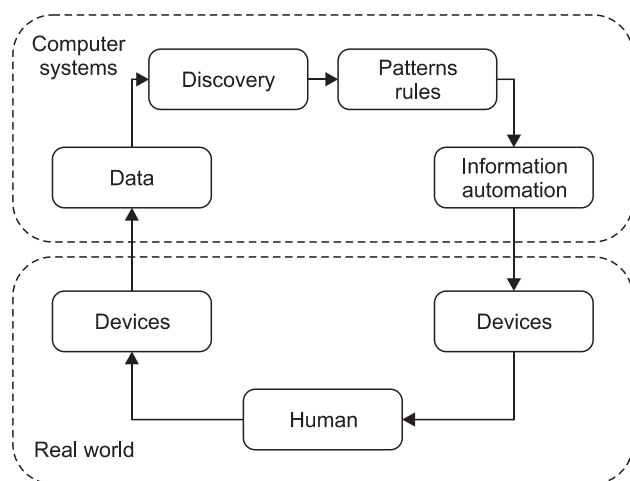 Computer
systems
Discovery
Patterns
rules
Data
Information
automation
Devices
Devices
Human
Real world